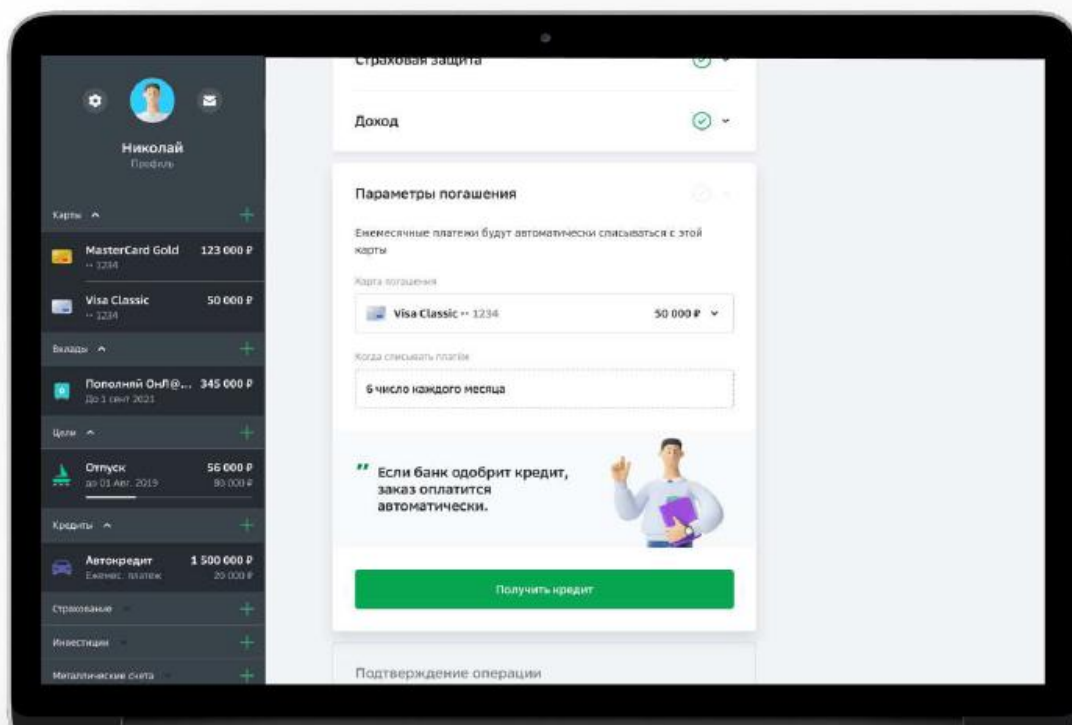 Николай
Профиль
Карты
MasterCard Gold 123 000 ₽
•• 1234
Visa Classic 50 000 ₽
•• 1234
Вклады
Пополняй ОнЛ@... 345 000 ₽
До 1 сент 2021
Цели
Отпуск 56 000 ₽
до 01 Авг. 2019 80 000 ₽
Кредиты
Автокредит 1 500 000 ₽
Ежемес. платеж 20 000 ₽
Страхование
Инвестиции
Металлические счета
Страховая защита
Доход
Параметры погашения
Ежемесячные платежи будут автоматически списываться с этой
карты
Карта погашения
Visa Classic •• 1234 50 000 ₽
Когда списывать платёж
6 число каждого месяца
" Если банк одобрит кредит,
заказ оплатится
автоматически.
Получить кредит
Подтверждение операции